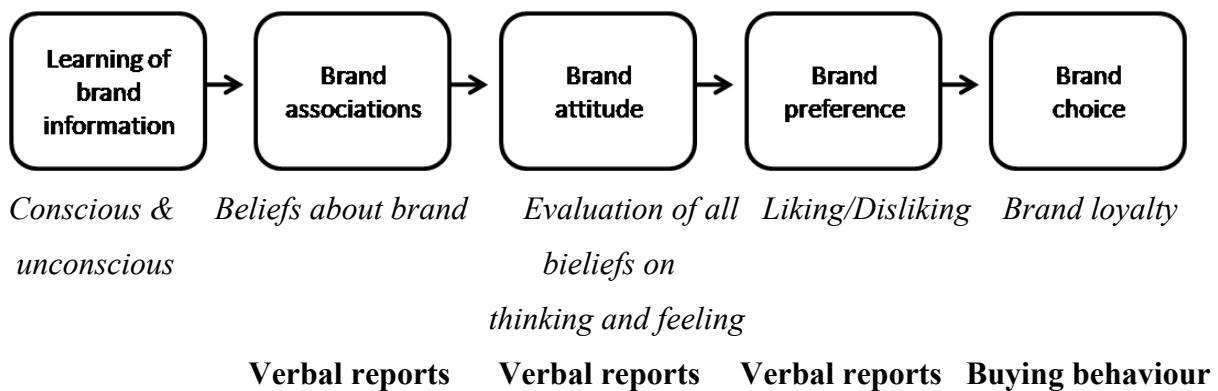 Learning of
brand
information
Brand
associations
Brand
attitude
Brand
preference
Brand
choice
Conscious &
unconscious
Beliefs about brand
Evaluation of all
bieliefs on
thinking and feeling
Liking/Disliking
Brand loyalty
Verbal reports
Verbal reports
Verbal reports
Buying behaviour